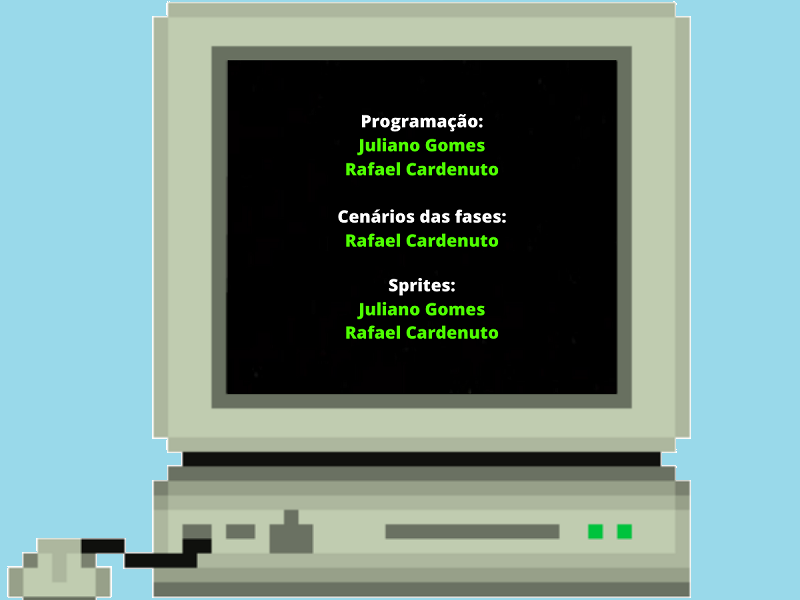 Programação:
Juliano Gomes
Rafael Cardenuto
Cenários das fases:
Rafael Cardenuto
Sprites:
Juliano Gomes
Rafael Cardenuto